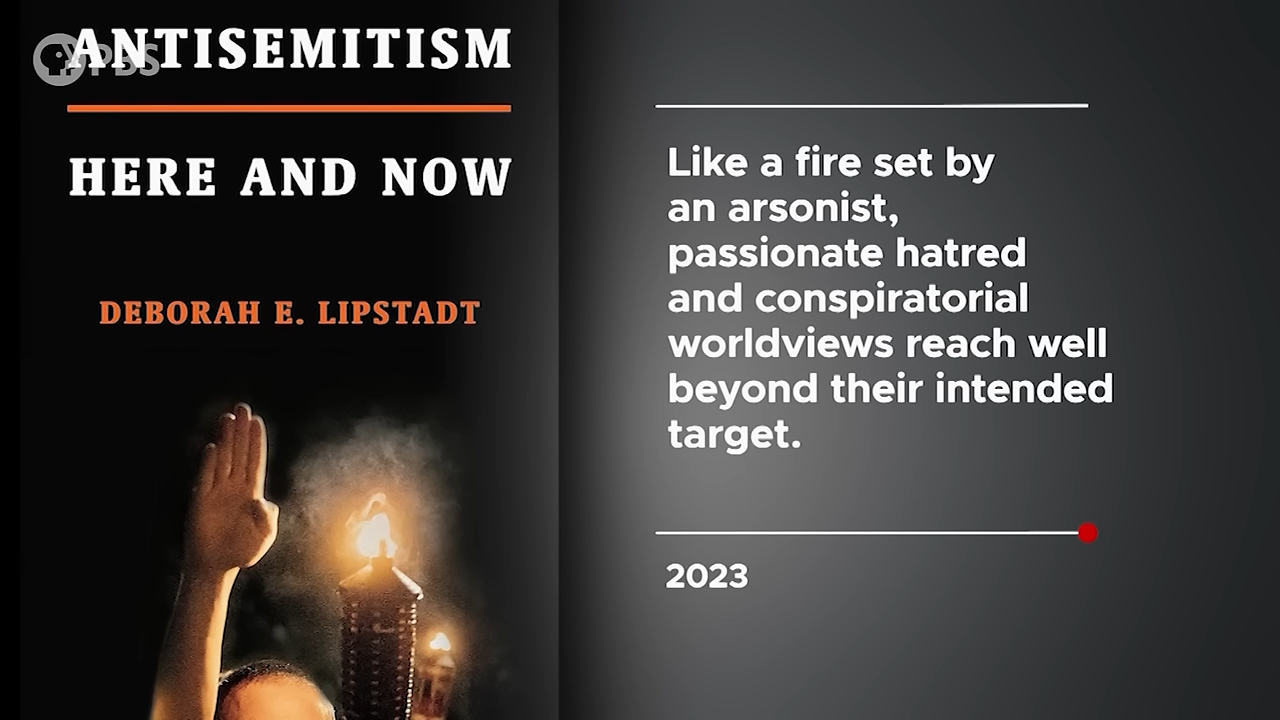 PBS
ANTISEMITISM
HERE AND NOW
DEBORAH E. LIPSTADT
Like a fire set by
an arsonist,
passionate hatred
and conspiratorial
worldviews reach well
beyond their intended
target.
2023